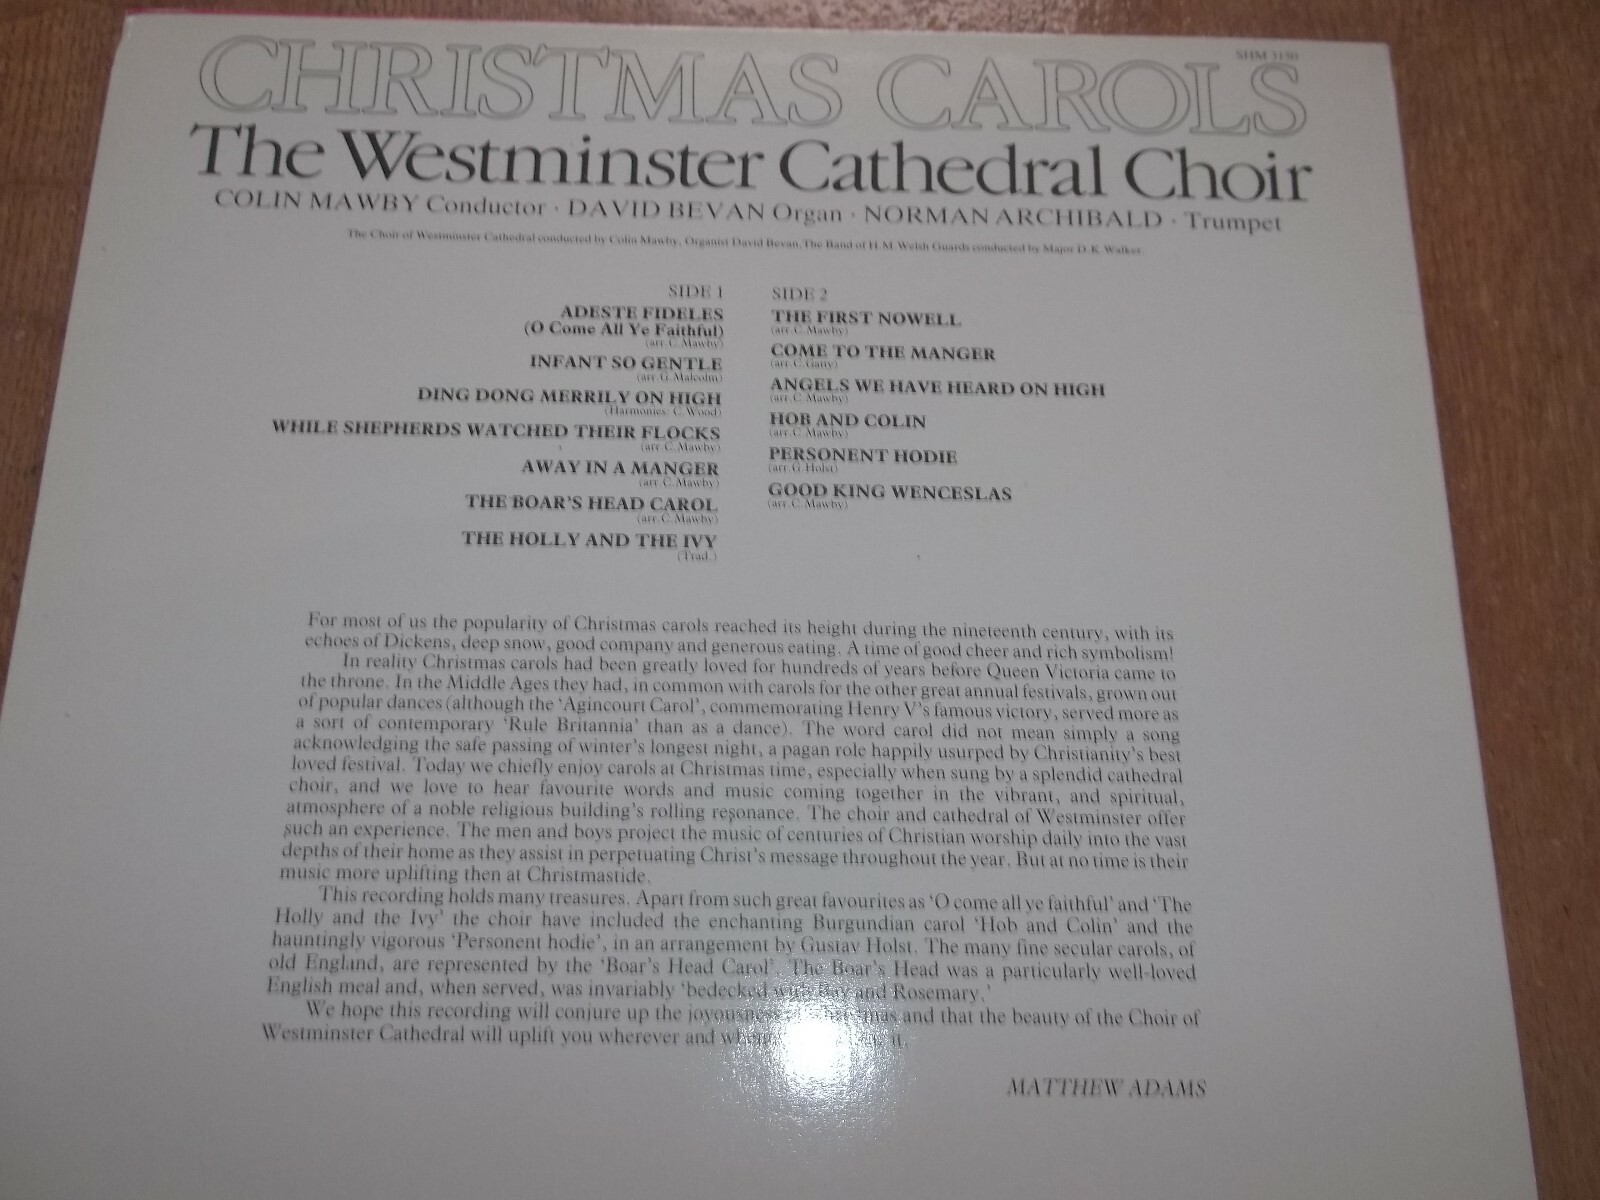 SHM 3190
CHRISTMAS CAROLS
The Westminster Cathedral Choir
COLIN MAWBY Conductor · DAVID BEVAN Organ · NORMAN ARCHIBALD · Trumpet
The Choir of Westminster Cathedral conducted by Colin Mawby, Organist David Bevan, The Band of H.M. Welsh Guards conducted by Major D. K. Walker
SIDE 1
ADESTE FIDELES
(O Come All Ye Faithful)
(arr. C. Mawby)
INFANT SO GENTLE
(arr. G. Malcolm)
DING DONG MERRILY ON HIGH
(Harmonies: C. Wood)
WHILE SHEPHERDS WATCHED THEIR FLOCKS
(arr. C. Mawby)
AWAY IN A MANGER
(arr. C. Mawby)
THE BOAR'S HEAD CAROL
(arr. C. Mawby)
THE HOLLY AND THE IVY
(Trad.)
SIDE 2
THE FIRST NOWELL
(arr. C. Mawby)
COME TO THE MANGER
(arr. C. Gatty)
ANGELS WE HAVE HEARD ON HIGH
(arr. C. Mawby)
HOB AND COLIN
(arr. C. Mawby)
PERSONENT HODIE
(arr. G. Holst)
GOOD KING WENCESLAS
(arr. C. Mawby)
For most of us the popularity of Christmas carols reached its height during the nineteenth century, with its
echoes of Dickens, deep snow, good company and generous eating. A time of good cheer and rich symbolism!
In reality Christmas carols had been greatly loved for hundreds of years before Queen Victoria came to
the throne. In the Middle Ages they had, in common with carols for the other great annual festivals, grown out
of popular dances (although the 'Agincourt Carol', commemorating Henry V's famous victory, served more as
a sort of contemporary 'Rule Britannia' than as a dance). The word carol did not mean simply a song
acknowledging the safe passing of winter's longest night, a pagan role happily usurped by Christianity's best
loved festival. Today we chiefly enjoy carols at Christmas time, especially when sung by a splendid cathedral
choir, and we love to hear favourite words and music coming together in the vibrant, and spiritual,
atmosphere of a noble religious building's rolling resonance. The choir and cathedral of Westminster offer
such an experience. The men and boys project the music of centuries of Christian worship daily into the vast
depths of their home as they assist in perpetuating Christ's message throughout the year. But at no time is their
music more uplifting then at Christmastide.
This recording holds many treasures. Apart from such great favourites as 'O come all ye faithful' and 'The
Holly and the Ivy' the choir have included the enchanting Burgundian carol 'Hob and Colin' and the
hauntingly vigorous 'Personent hodie', in an arrangement by Gustav Holst. The many fine secular carols, of
old England, are represented by the 'Boar's Head Carol'. The Boar's Head was a particularly well-loved
English meal and, when served, was invariably 'bedecked with Bay and Rosemary.'
We hope this recording will conjure up the joyousness of Christmas and that the beauty of the Choir of
Westminster Cathedral will uplift you wherever and it.
MATTHEW ADAMS